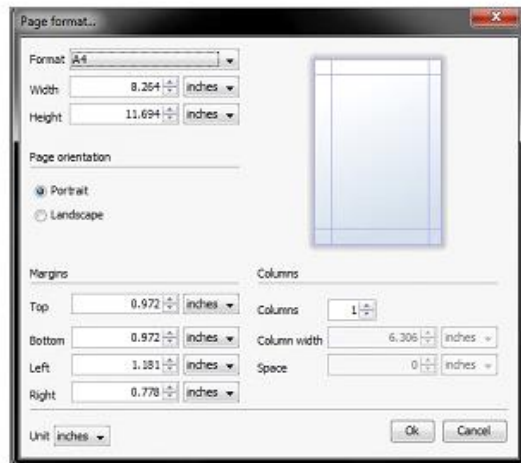 Page format...
Format A4
Width 8.264 inches
Height 11.694 inches
Page orientation
Portrait
Landscape
Margins
Top 0.972 inches
Bottom 0.972 inches
Left 1.181 inches
Right 0.778 inches
Columns
Columns 1
Column width 6.306 inches
Space 0 inches
Unit inches
Ok Cancel